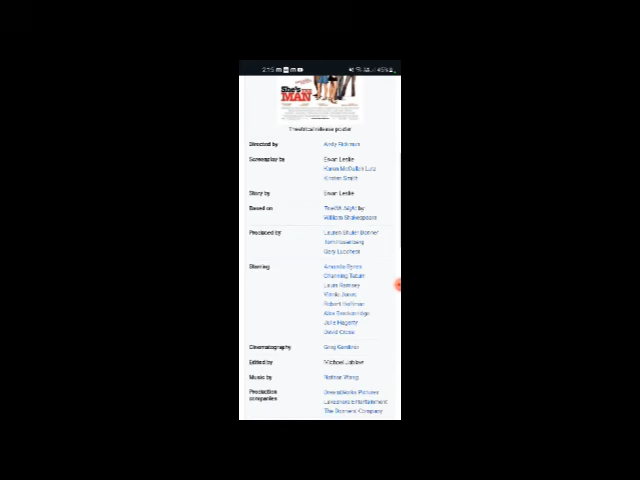 She's THE
MAN
Theatrical release poster
Directed by Andy Fickman
Screenplay by Ewan Leslie
Karen McCullah Lutz
Kirsten Smith
Story by Ewan Leslie
Based on Twelfth Night by
William Shakespeare
Produced by Lauren Shuler Donner
Tom Rosenberg
Gary Lucchesi
Starring Amanda Bynes
Channing Tatum
Laura Ramsey
Vinnie Jones
Robert Hoffman
Alex Breckenridge
Julie Hagerty
David Cross
Cinematography Greg Gardiner
Edited by Michael Jablow
Music by Nathan Wang
Production
companies
DreamWorks Pictures
Lakeshore Entertainment
The Donners' Company